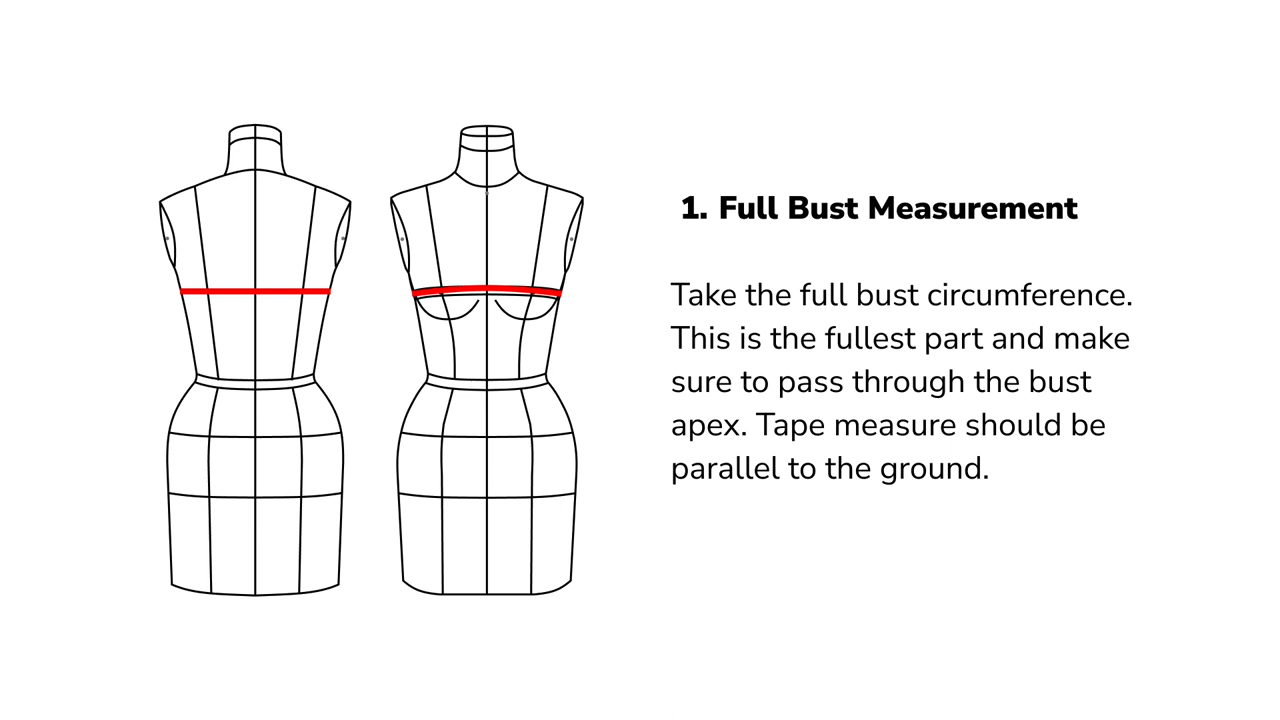 1. Full Bust Measurement
Take the full bust circumference.
This is the fullest part and make
sure to pass through the bust
apex. Tape measure should be
parallel to the ground.